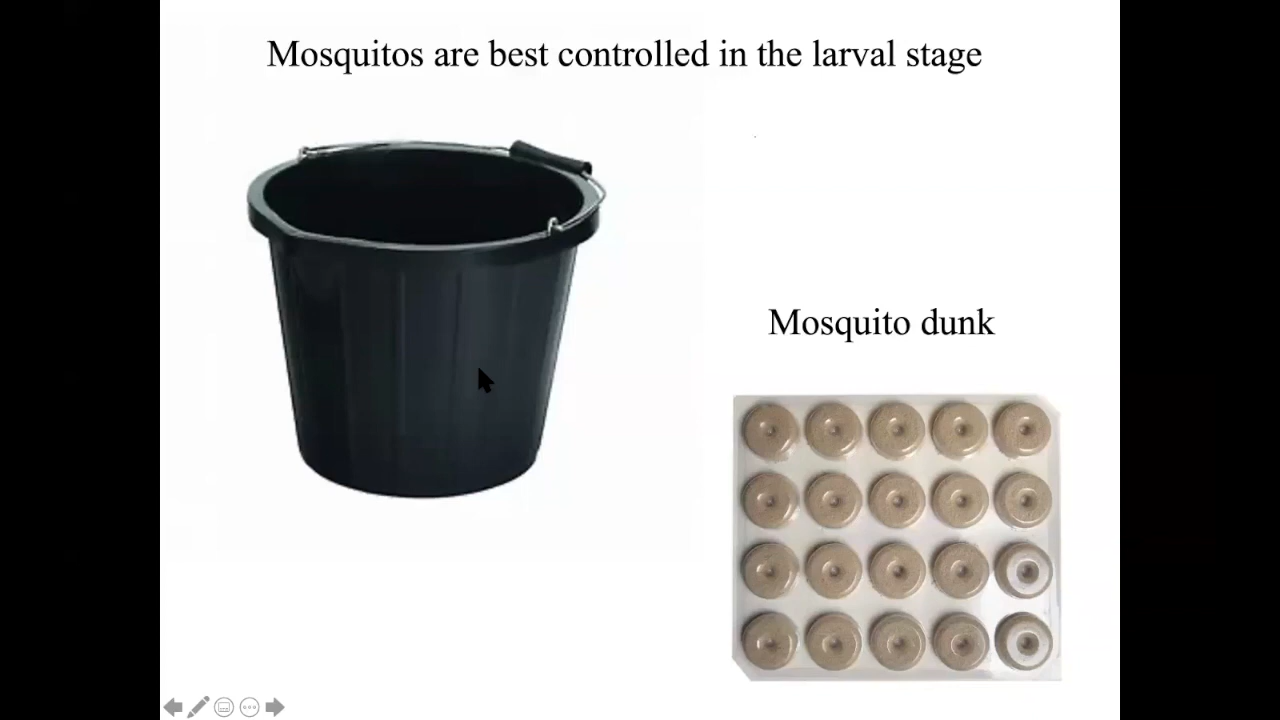 Mosquitos are best controlled in the larval stage
Mosquito dunk